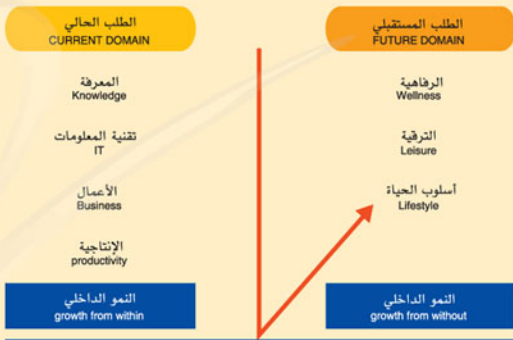 الطلب الحالي
CURRENT DOMAIN
المعرفة
Knowledge
تقنية المعلومات
IT
الأعمال
Business
الإنتاجية
productivity
النمو الداخلي
growth from within
الطلب المستقبلي
FUTURE DOMAIN
الرفاهية
Wellness
الترقية
Leisure
أسلوب الحياة
Lifestyle
النمو الداخلي
growth from without